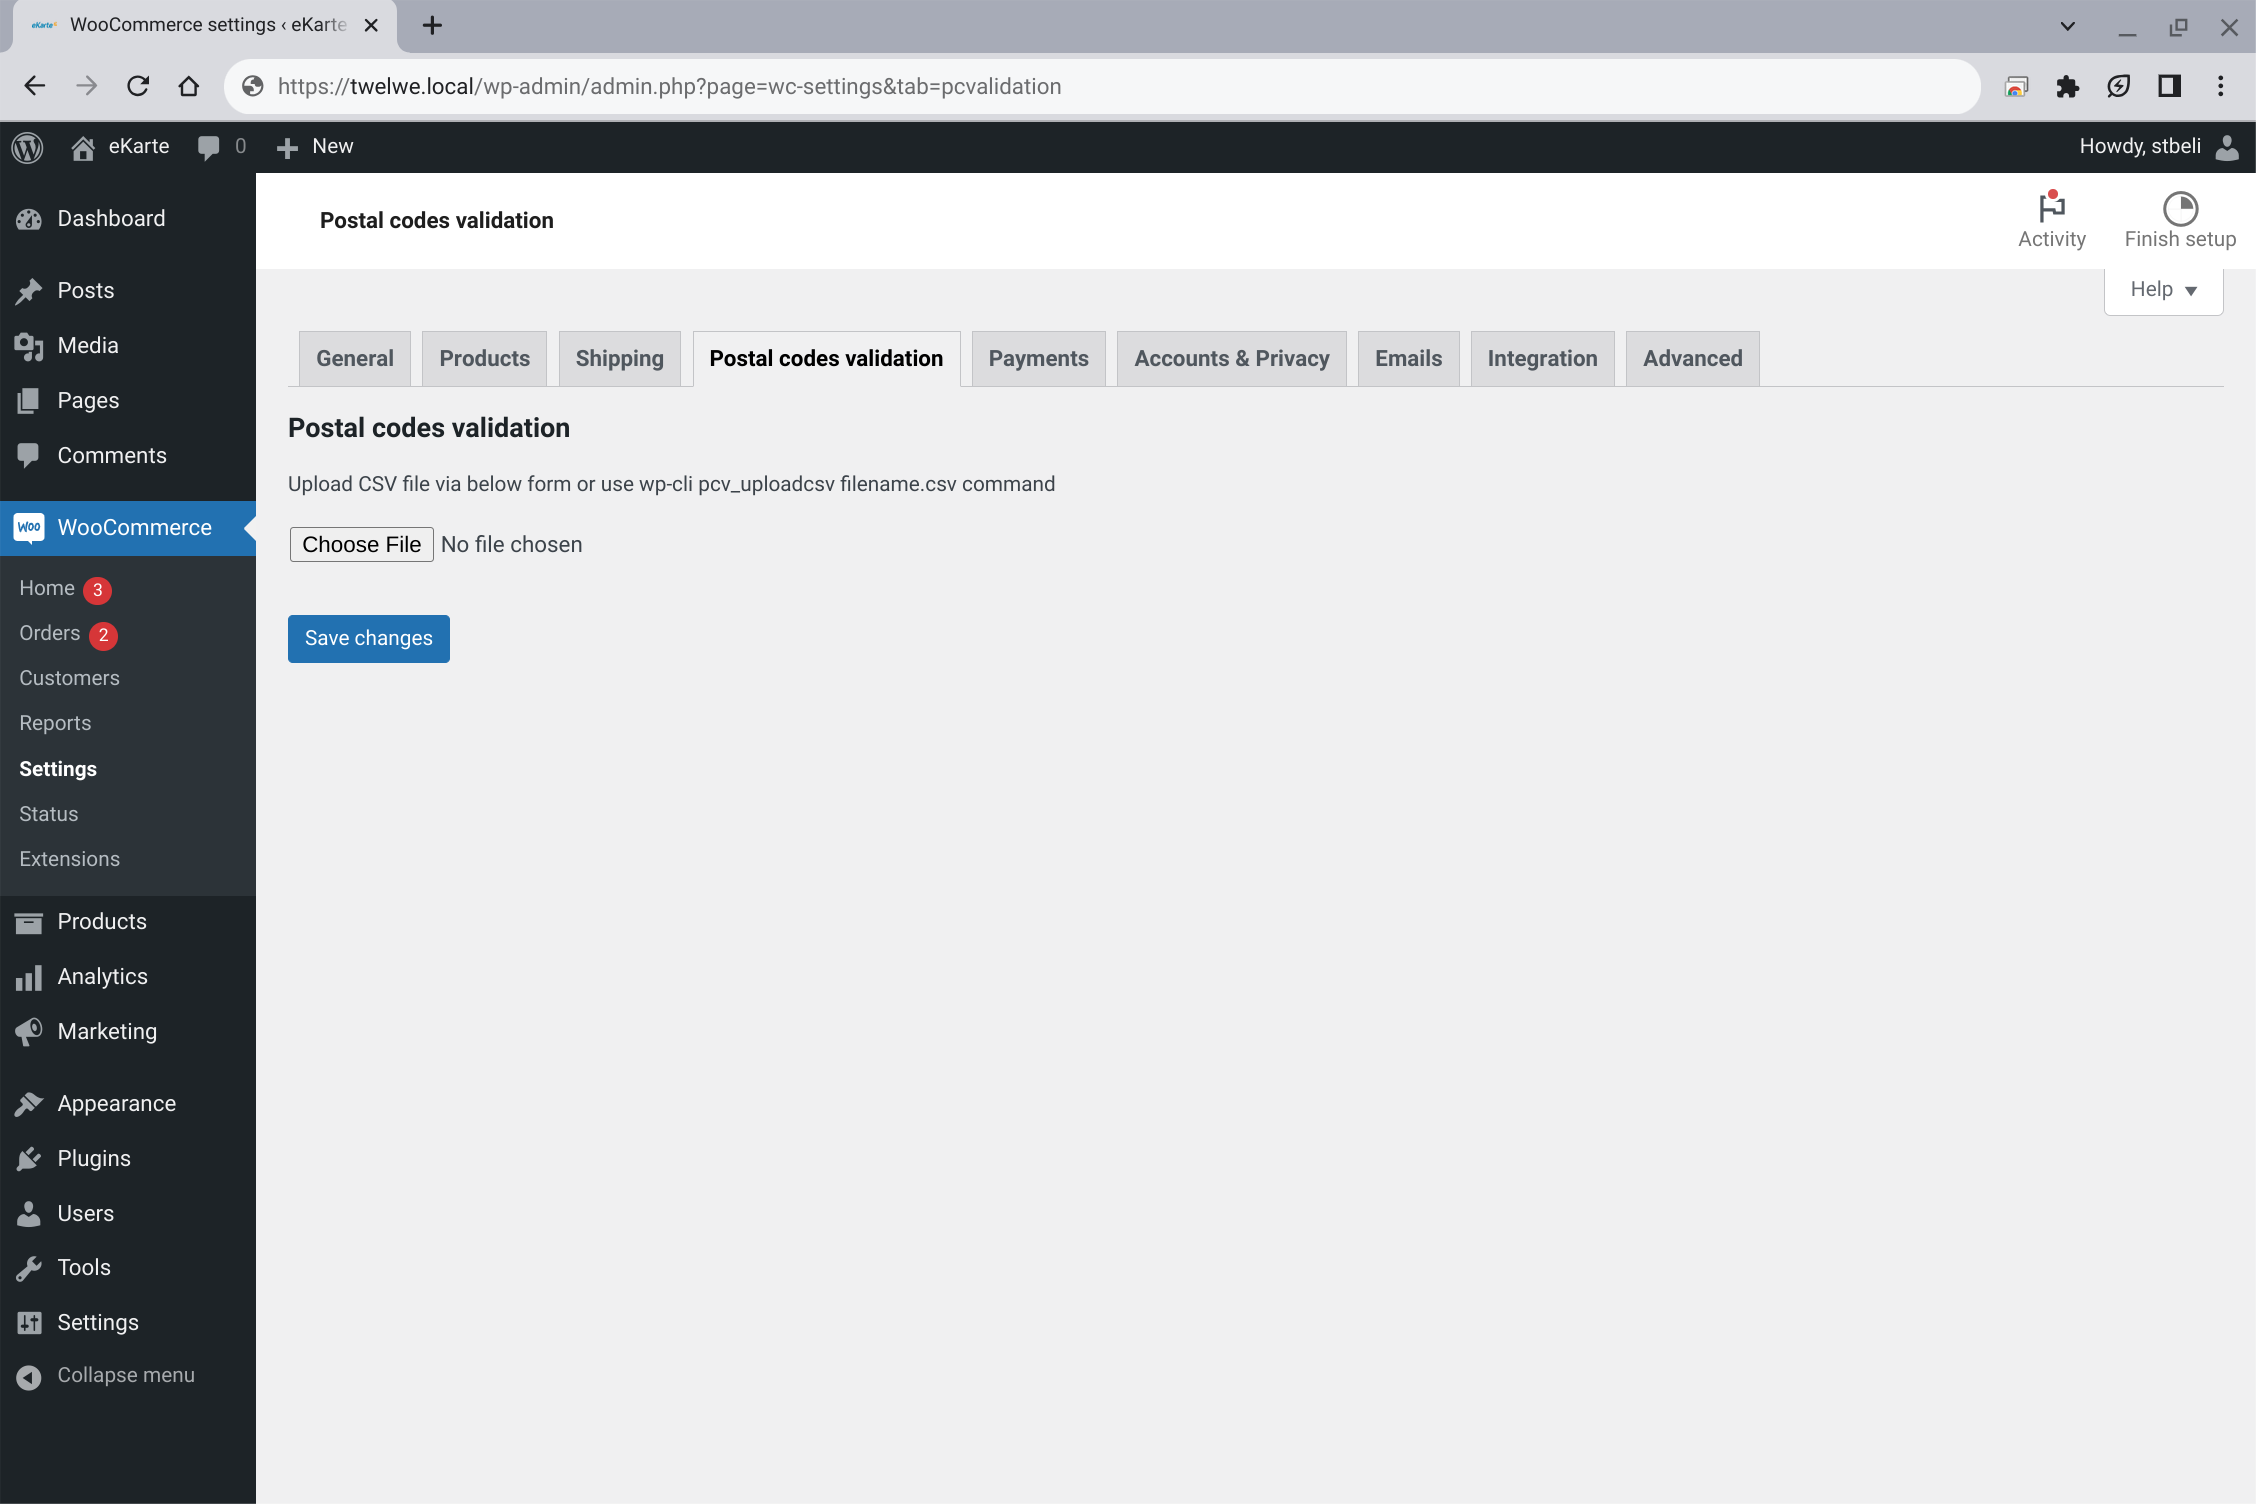 eKarte
WooCommerce settings ‹ eKarte
https://twelwe.local/wp-admin/admin.php?page=wc-settings&tab=pcvalidation
eKarte
0
New
Howdy, stbeli
Dashboard
Posts
Media
Pages
Comments
Woo
WooCommerce
Home 3
Orders 2
Customers
Reports
Settings
Status
Extensions
Products
Analytics
Marketing
Appearance
Plugins
Users
Tools
Settings
Collapse menu
Postal codes validation
Activity
Finish setup
Help
General
Products
Shipping
Postal codes validation
Payments
Accounts & Privacy
Emails
Integration
Advanced
Postal codes validation
Upload CSV file via below form or use wp-cli pcv_uploadcsv filename.csv command
Choose File No file chosen
Save changes